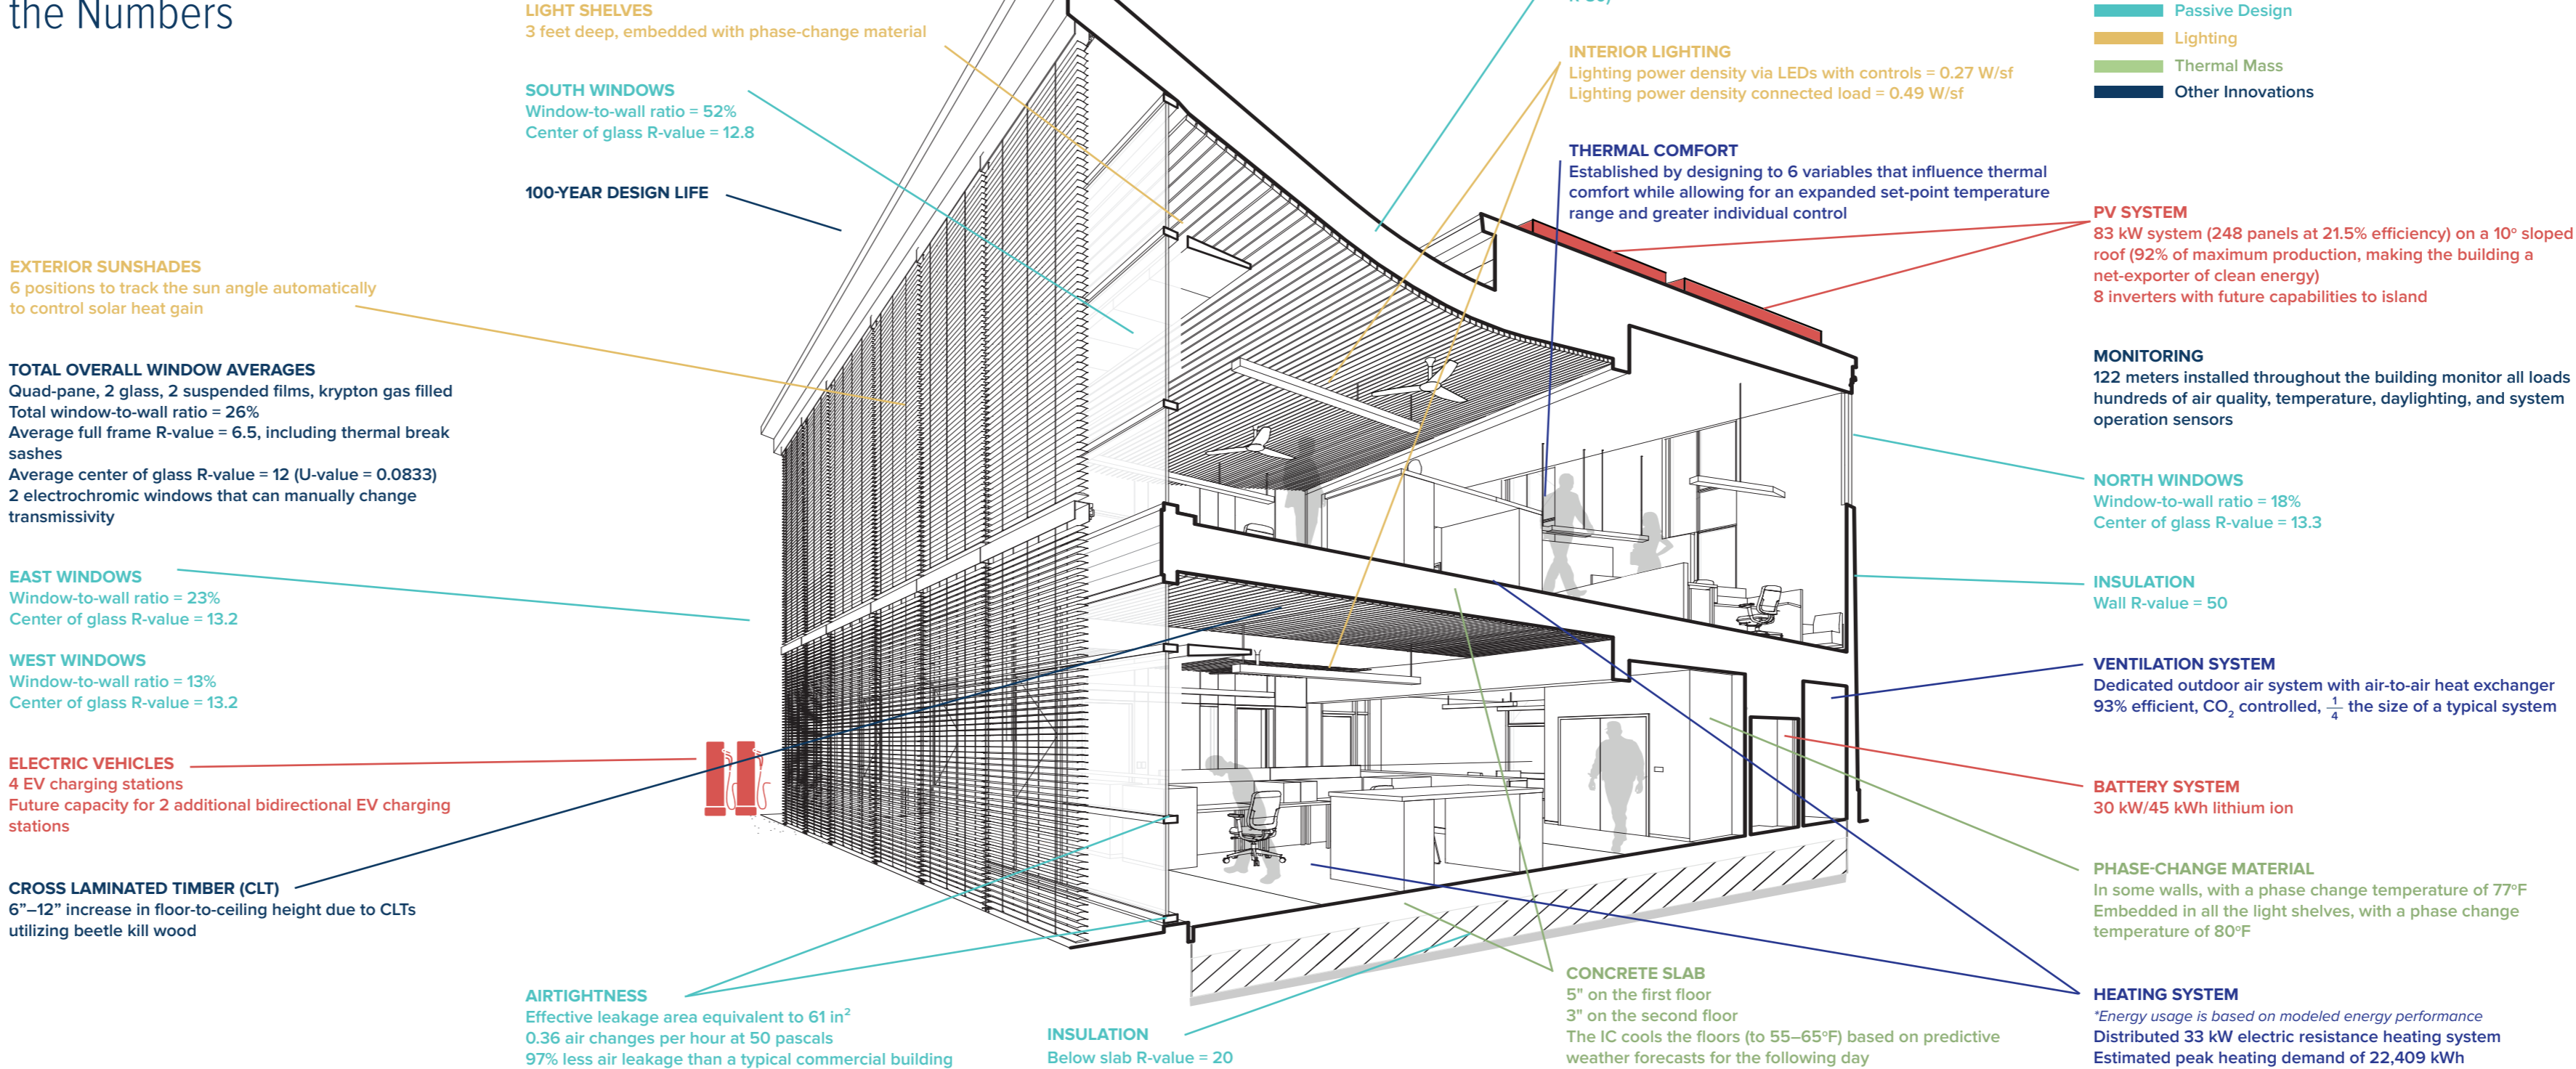 the Numbers
LIGHT SHELVES
3 feet deep, embedded with phase-change material
SOUTH WINDOWS
Window-to-wall ratio = 52%
Center of glass R-value = 12.8
100-YEAR DESIGN LIFE
EXTERIOR SUNSHADES
6 positions to track the sun angle automatically
to control solar heat gain
TOTAL OVERALL WINDOW AVERAGES
Quad-pane, 2 glass, 2 suspended films, krypton gas filled
Total window-to-wall ratio = 26%
Average full frame R-value = 6.5, including thermal break
sashes
Average center of glass R-value = 12 (U-value = 0.0833)
2 electrochromic windows that can manually change
transmissivity
EAST WINDOWS
Window-to-wall ratio = 23%
Center of glass R-value = 13.2
WEST WINDOWS
Window-to-wall ratio = 13%
Center of glass R-value = 13.2
ELECTRIC VEHICLES
4 EV charging stations
Future capacity for 2 additional bidirectional EV charging
stations
CROSS LAMINATED TIMBER (CLT)
6”–12” increase in floor-to-ceiling height due to CLTs
utilizing beetle kill wood
AIRTIGHTNESS
Effective leakage area equivalent to 61 in²
0.36 air changes per hour at 50 pascals
97% less air leakage than a typical commercial building
INSULATION
Below slab R-value = 20
INTERIOR LIGHTING
Lighting power density via LEDs with controls = 0.27 W/sf
Lighting power density connected load = 0.49 W/sf
THERMAL COMFORT
Established by designing to 6 variables that influence thermal
comfort while allowing for an expanded set-point temperature
range and greater individual control
CONCRETE SLAB
5" on the first floor
3" on the second floor
The IC cools the floors (to 55–65ºF) based on predictive
weather forecasts for the following day
Passive Design
Lighting
Thermal Mass
Other Innovations
PV SYSTEM
83 kW system (248 panels at 21.5% efficiency) on a 10º sloped
roof (92% of maximum production, making the building a
net-exporter of clean energy)
8 inverters with future capabilities to island
MONITORING
122 meters installed throughout the building monitor all loads
hundreds of air quality, temperature, daylighting, and system
operation sensors
NORTH WINDOWS
Window-to-wall ratio = 18%
Center of glass R-value = 13.3
INSULATION
Wall R-value = 50
VENTILATION SYSTEM
Dedicated outdoor air system with air-to-air heat exchanger
93% efficient, CO₂ controlled, ¼ the size of a typical system
BATTERY SYSTEM
30 kW/45 kWh lithium ion
PHASE-CHANGE MATERIAL
In some walls, with a phase change temperature of 77ºF
Embedded in all the light shelves, with a phase change
temperature of 80ºF
HEATING SYSTEM
*Energy usage is based on modeled energy performance
Distributed 33 kW electric resistance heating system
Estimated peak heating demand of 22,409 kWh